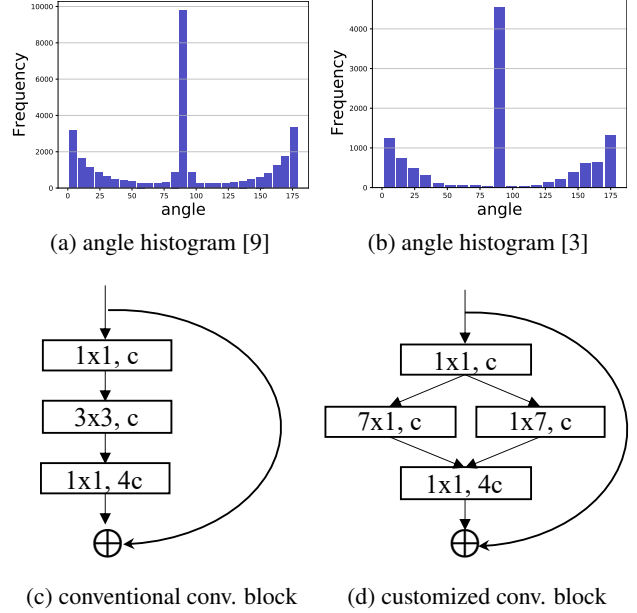 10000
8000
6000
4000
2000
0
Frequency
0 25 50 75 100 125 150 175
angle
(a) angle histogram [9]
4000
3000
2000
1000
0
Frequency
0 25 50 75 100 125 150 175
angle
(b) angle histogram [3]
1x1, c
3x3, c
1x1, 4c
(c) conventional conv. block
1x1, c
7x1, c 1x7, c
1x1, 4c
(d) customized conv. block